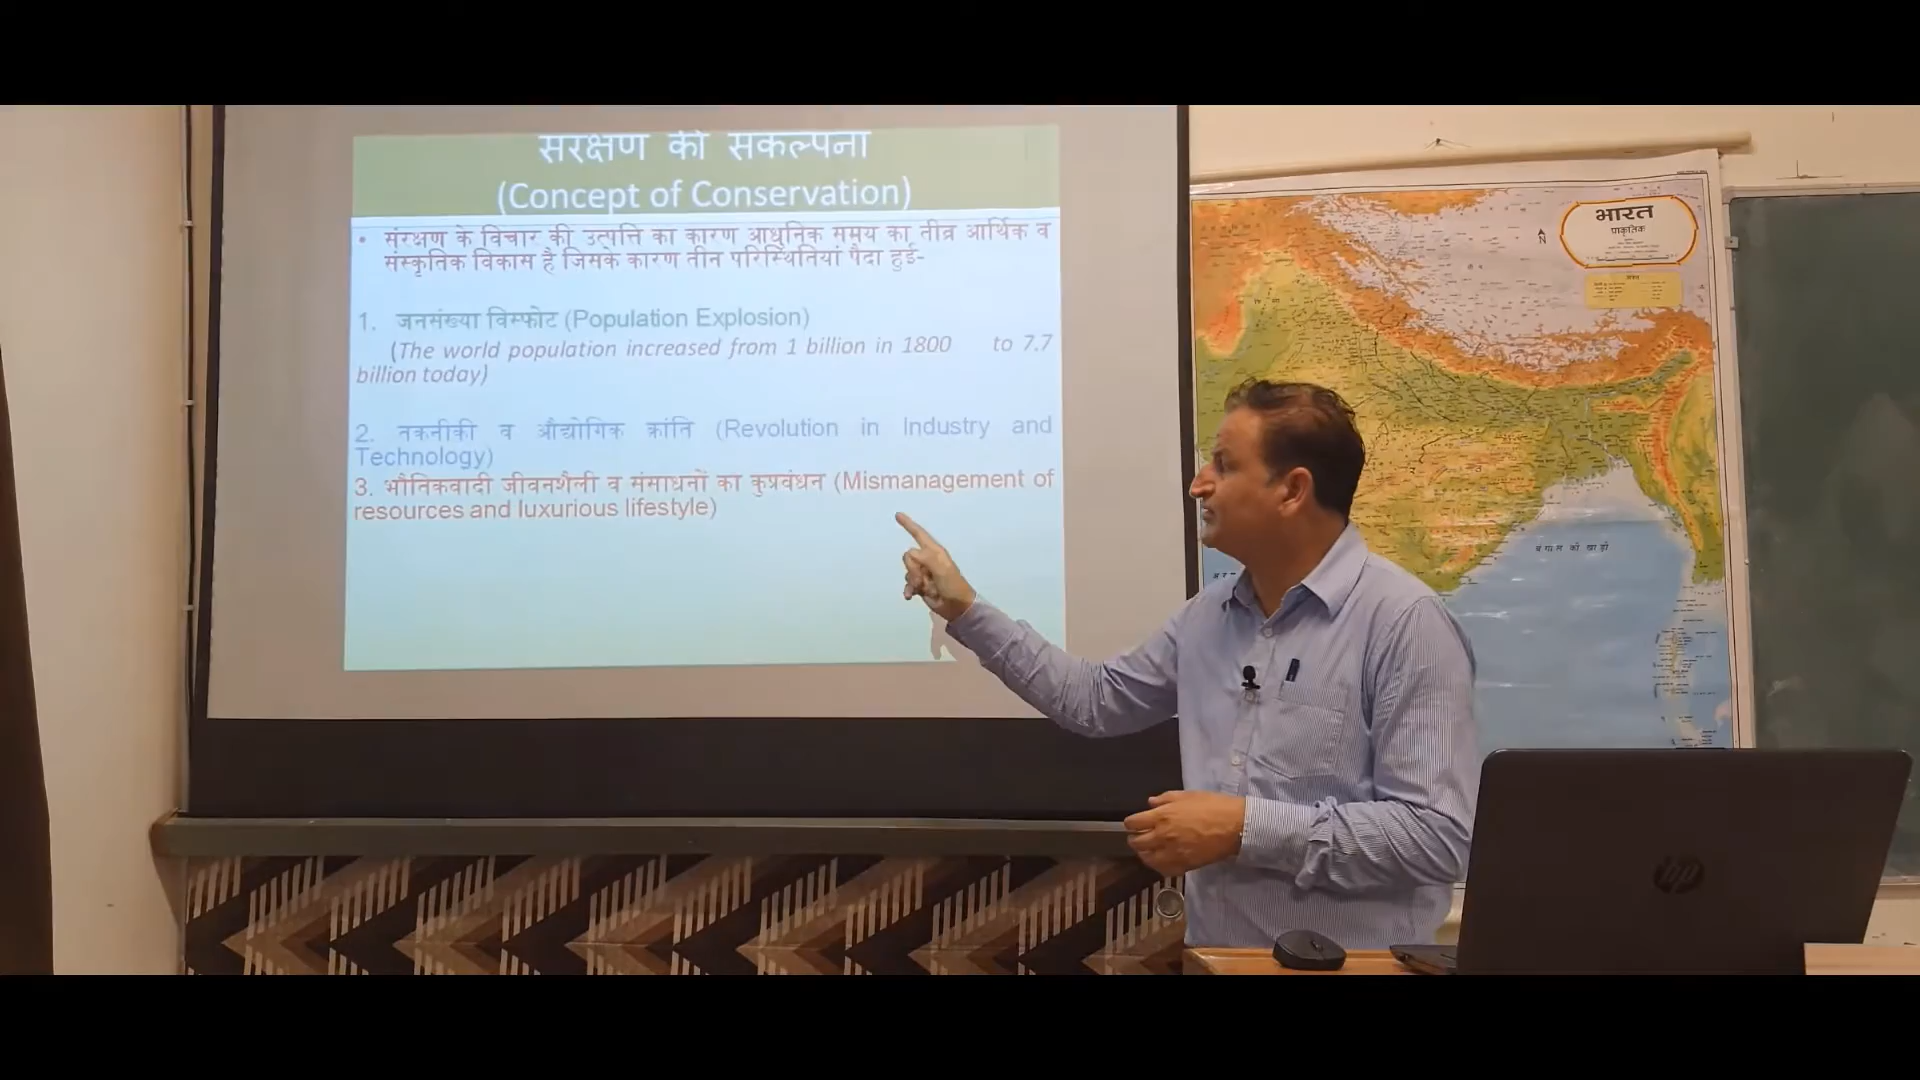 संरक्षण की संकल्पना
(Concept of Conservation)
• संरक्षण के विचार की उत्पत्ति का कारण आधुनिक समय का तीव्र आर्थिक व
संस्कृतिक विकास है जिसके कारण तीन परिस्थितियां पैदा हुई-
1. जनसंख्या विस्फोट (Population Explosion)
(The world population increased from 1 billion in 1800 to 7.7
billion today)
2. तकनीकी व औद्योगिक क्रांति (Revolution in Industry and
Technology)
3. भौतिकवादी जीवनशैली व संसाधनों का कुप्रबंधन (Mismanagement of
resources and luxurious lifestyle)
भारत
प्राकृतिक
N
बंगाल की खाड़ी
hp